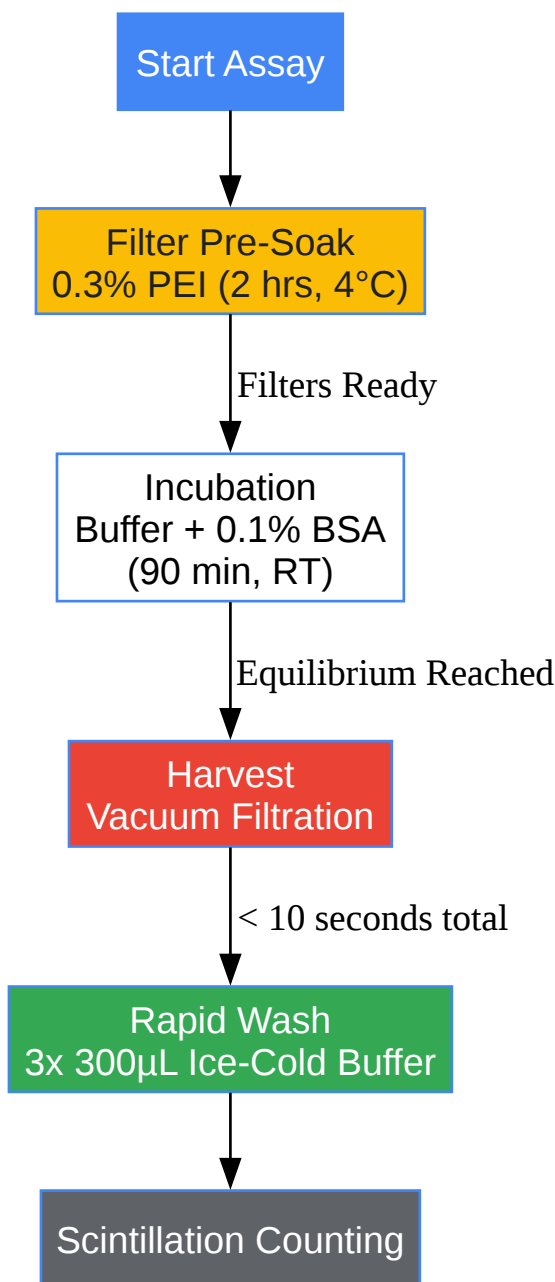 Start Assay
Filter Pre-Soak
0.3% PEI (2 hrs, 4°C)
Filters Ready
Incubation
Buffer + 0.1% BSA
(90 min, RT)
Equilibrium Reached
Harvest
Vacuum Filtration
< 10 seconds total
Rapid Wash
3x 300µL Ice-Cold Buffer
Scintillation Counting